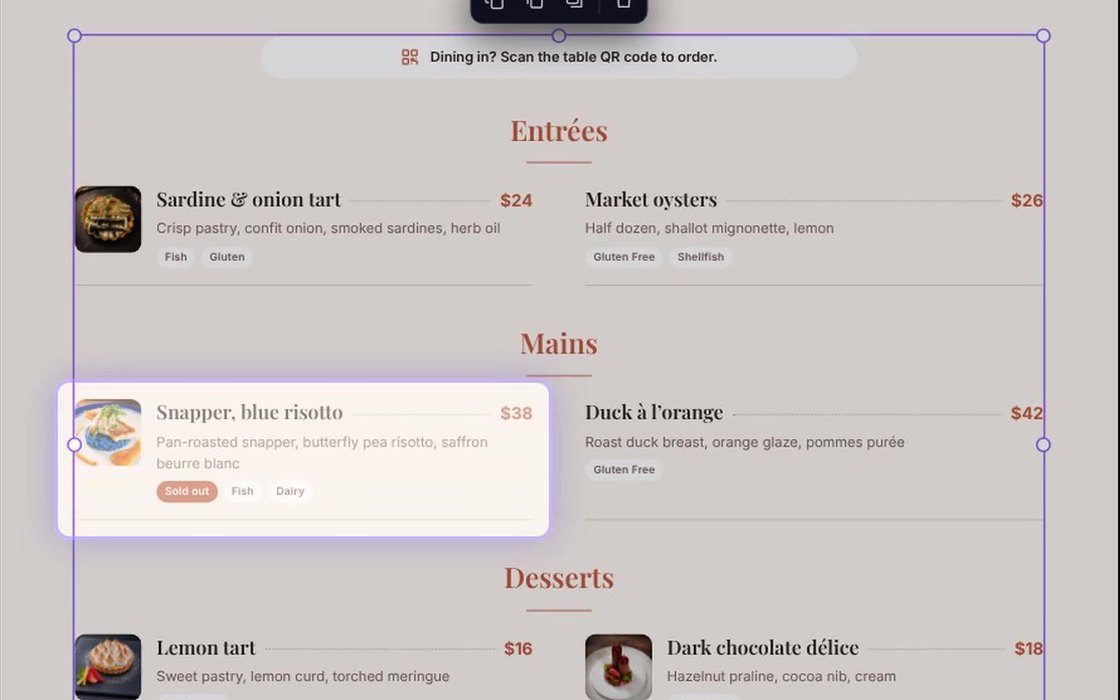 Dining in? Scan the table QR code to order.
Entrées
Sardine & onion tart $24
Crisp pastry, confit onion, smoked sardines, herb oil
Fish Gluten
Market oysters $26
Half dozen, shallot mignonette, lemon
Gluten Free Shellfish
Mains
Snapper, blue risotto $38
Pan-roasted snapper, butterfly pea risotto, saffron
beurre blanc
Sold out Fish Dairy
Duck à l’orange $42
Roast duck breast, orange glaze, pommes purée
Gluten Free
Desserts
Lemon tart $16
Sweet pastry, lemon curd, torched meringue
Dark chocolate délice $18
Hazelnut praline, cocoa nib, cream